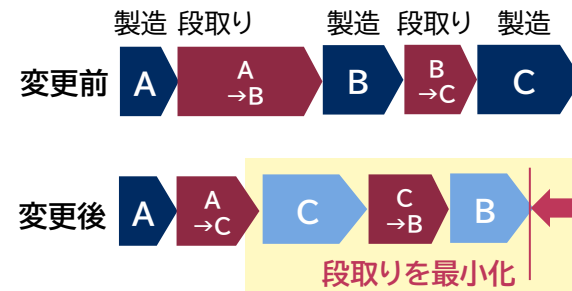 製造 段取り 製造 段取り 製造
変更前 A A→B B B→C C
変更後 A A→C C C→B B
段取りを最小化